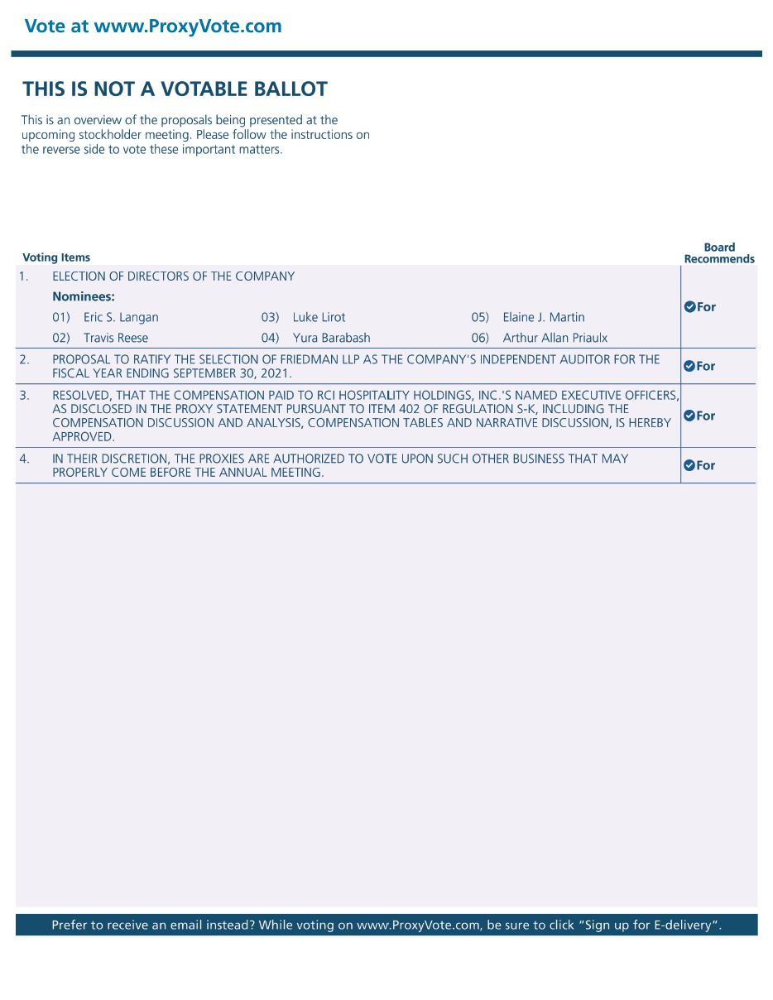 Vote at www.ProxyVote.com
THIS IS NOT A VOTABLE BALLOT
This is an overview of the proposals being presented at the
upcoming stockholder meeting. Please follow the instructions on
the reverse side to vote these important matters.
Voting Items
Board
Recommends
1. ELECTION OF DIRECTORS OF THE COMPANY
Nominees:
01) Eric S. Langan 03) Luke Lirot 05) Elaine J. Martin
02) Travis Reese 04) Yura Barabash 06) Arthur Allan Priaulx
For
2. PROPOSAL TO RATIFY THE SELECTION OF FRIEDMAN LLP AS THE COMPANY'S INDEPENDENT AUDITOR FOR THE
FISCAL YEAR ENDING SEPTEMBER 30, 2021.
For
3. RESOLVED, THAT THE COMPENSATION PAID TO RCI HOSPITALITY HOLDINGS, INC.'S NAMED EXECUTIVE OFFICERS,
AS DISCLOSED IN THE PROXY STATEMENT PURSUANT TO ITEM 402 OF REGULATION S-K, INCLUDING THE
COMPENSATION DISCUSSION AND ANALYSIS, COMPENSATION TABLES AND NARRATIVE DISCUSSION, IS HEREBY
APPROVED.
For
4. IN THEIR DISCRETION, THE PROXIES ARE AUTHORIZED TO VOTE UPON SUCH OTHER BUSINESS THAT MAY
PROPERLY COME BEFORE THE ANNUAL MEETING.
For
Prefer to receive an email instead? While voting on www.ProxyVote.com, be sure to click “Sign up for E-delivery”.